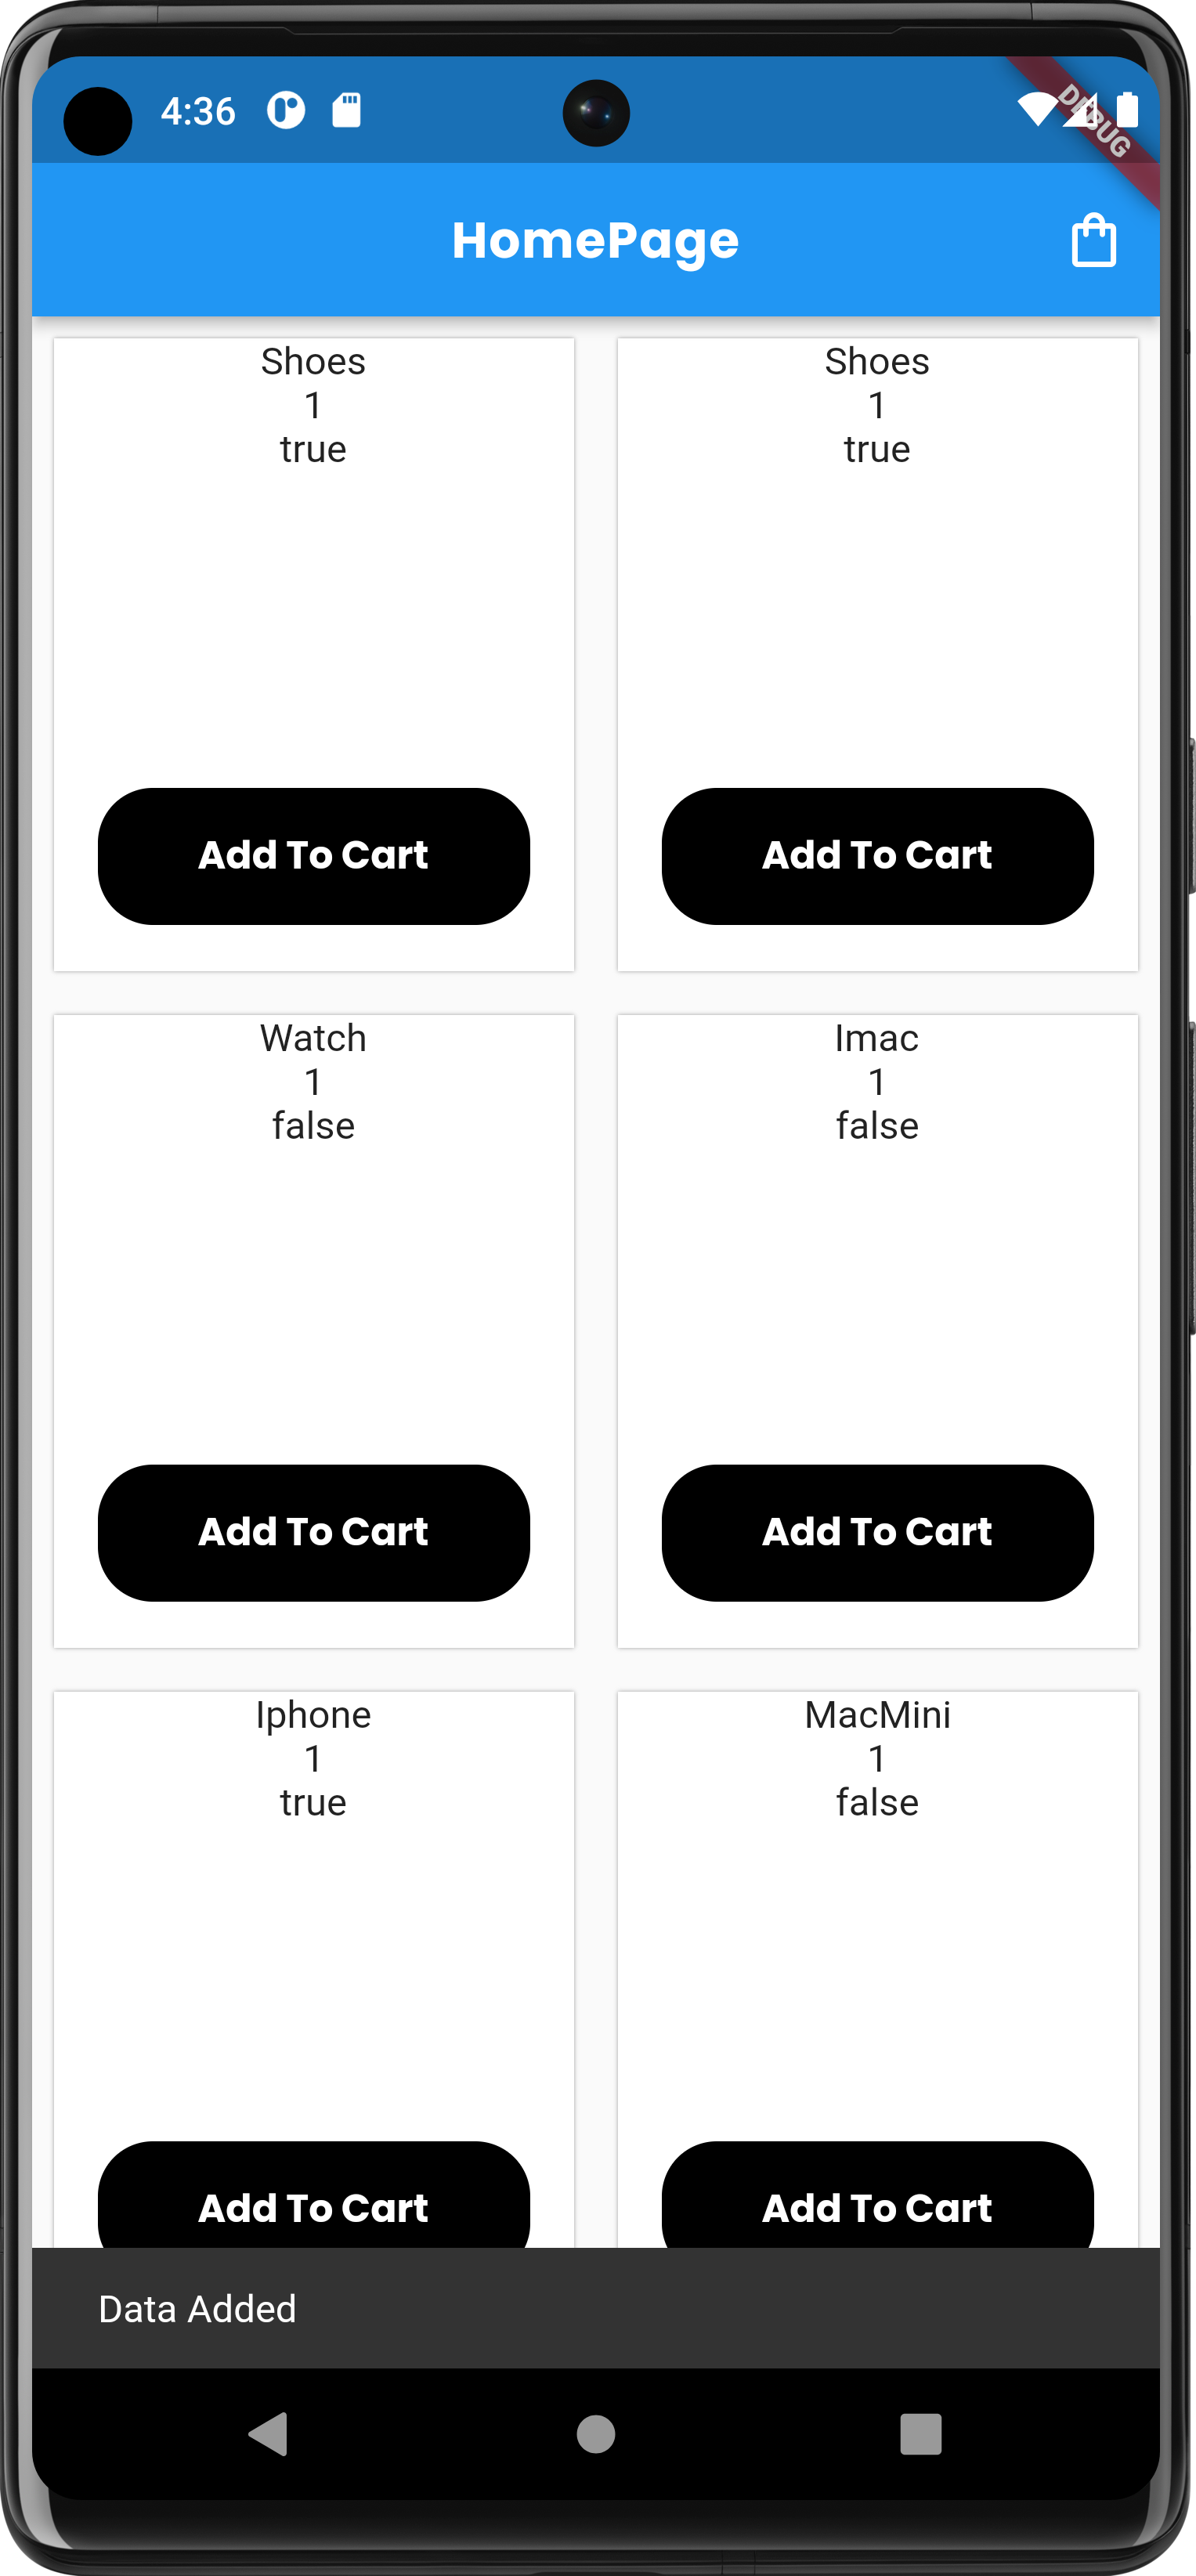 4:36
DEBUG
HomePage
Shoes
1
true
Shoes
1
true
Add To Cart
Add To Cart
Watch
1
false
Imac
1
false
Add To Cart
Add To Cart
Iphone
1
true
MacMini
1
false
Add To Cart
Add To Cart
Data Added